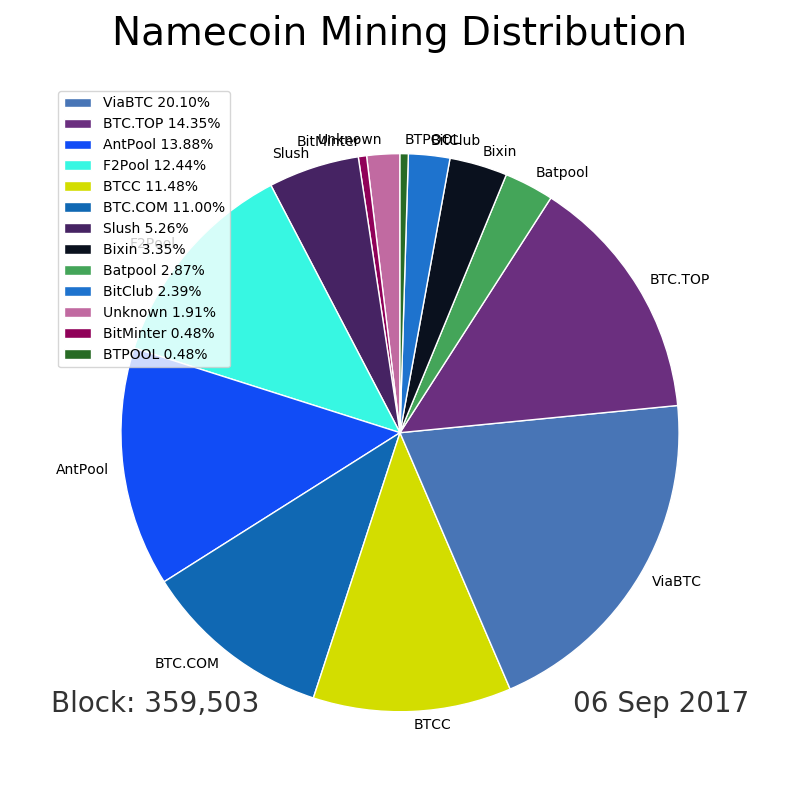 Namecoin Mining Distribution
ViaBTC 20.10%
BTC.TOP 14.35%
AntPool 13.88%
F2Pool 12.44%
BTCC 11.48%
BTC.COM 11.00%
Slush 5.26%
Bixin 3.35%
Batpool 2.87%
BitClub 2.39%
Unknown 1.91%
BitMinter 0.48%
BTPOOL 0.48%
Slush
BitMinter
Unknown
BTPOOL
BitClub
Bixin
Batpool
BTC.TOP
F2Pool
AntPool
ViaBTC
BTC.COM
BTCC
Block: 359,503
06 Sep 2017